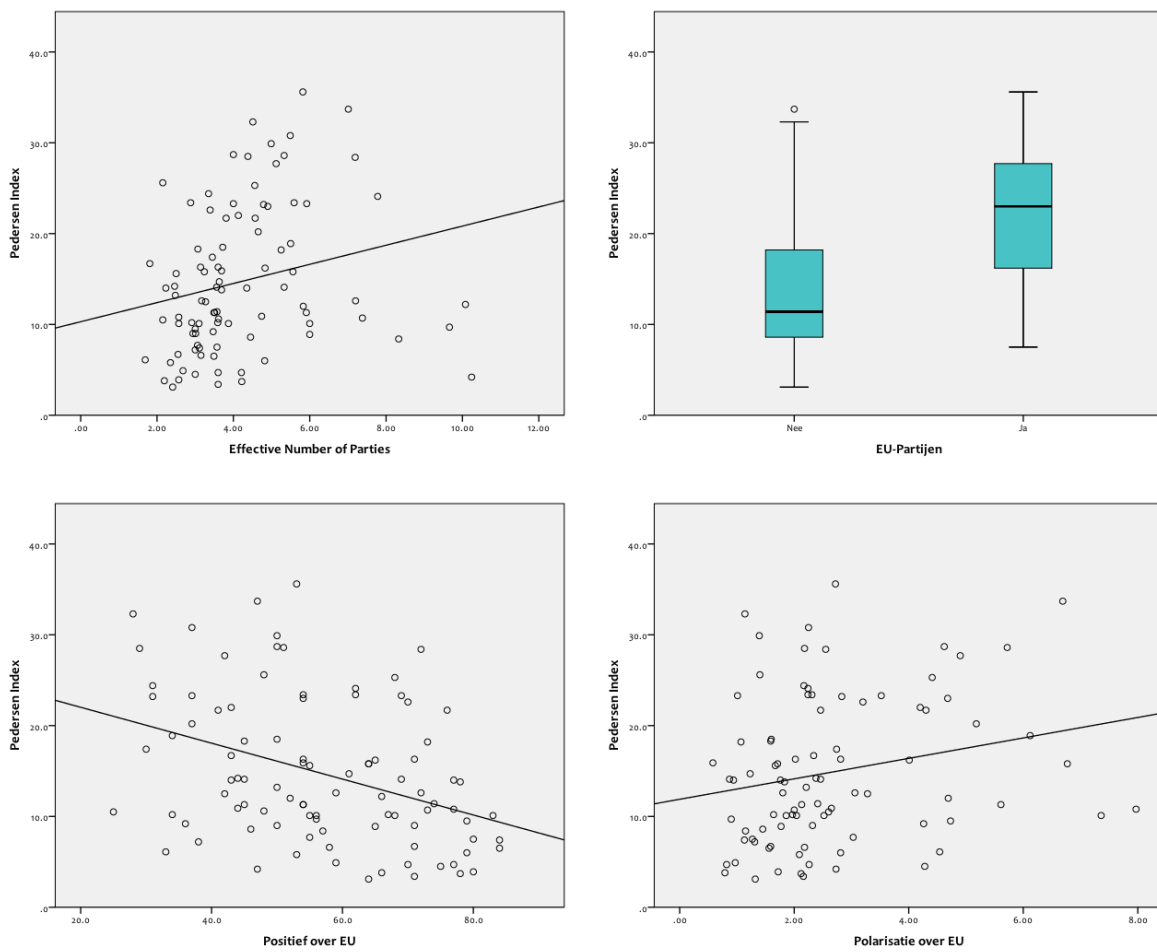 40.0
30.0
20.0
10.0
.0
Pedersen Index
.00 2.00 4.00 6.00 8.00 10.00 12.00
Effective Number of Parties
40.0
30.0
20.0
10.0
.0
Pedersen Index
Nee Ja
EU-Partijen
40.0
30.0
20.0
10.0
.0
Pedersen Index
20.0 40.0 60.0 80.0
Positief over EU
40.0
30.0
20.0
10.0
.0
Pedersen Index
.00 2.00 4.00 6.00 8.00
Polarisatie over EU